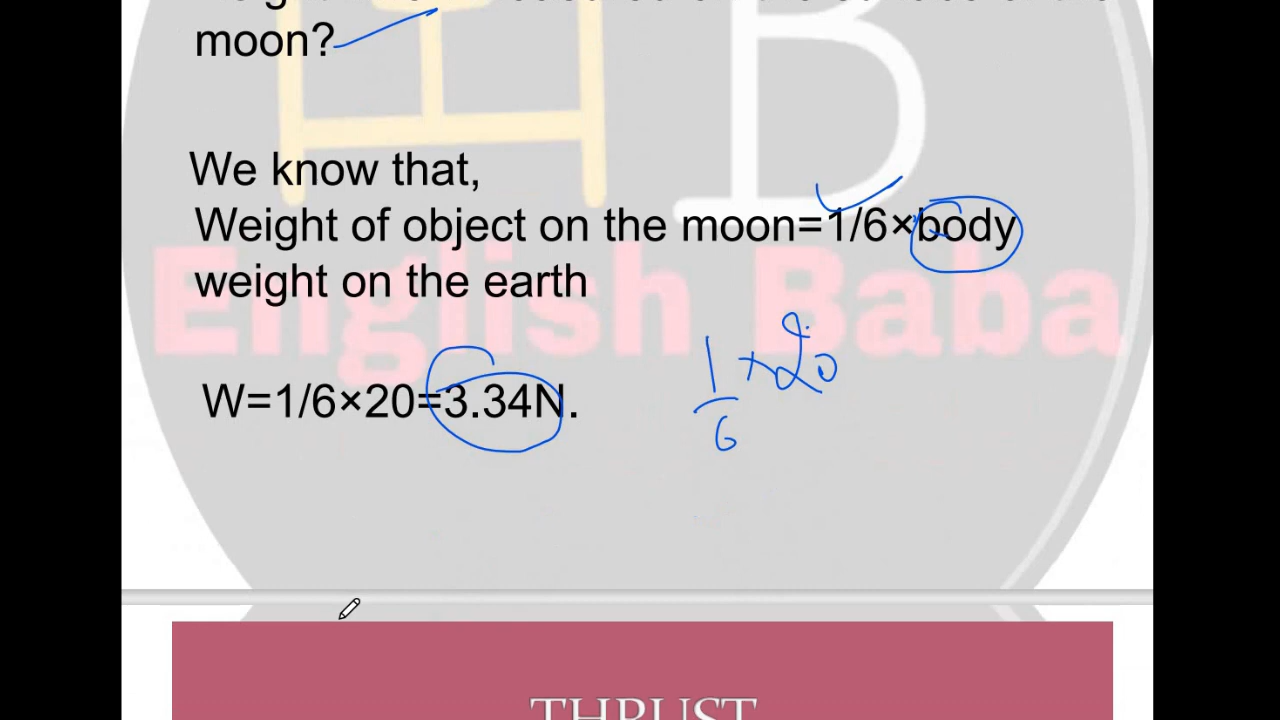 moon?
We know that,
Weight of object on the moon=1/6×body
weight on the earth
English Baba
W=1/6×20=3.34N.
1/6 × 20
THRUST